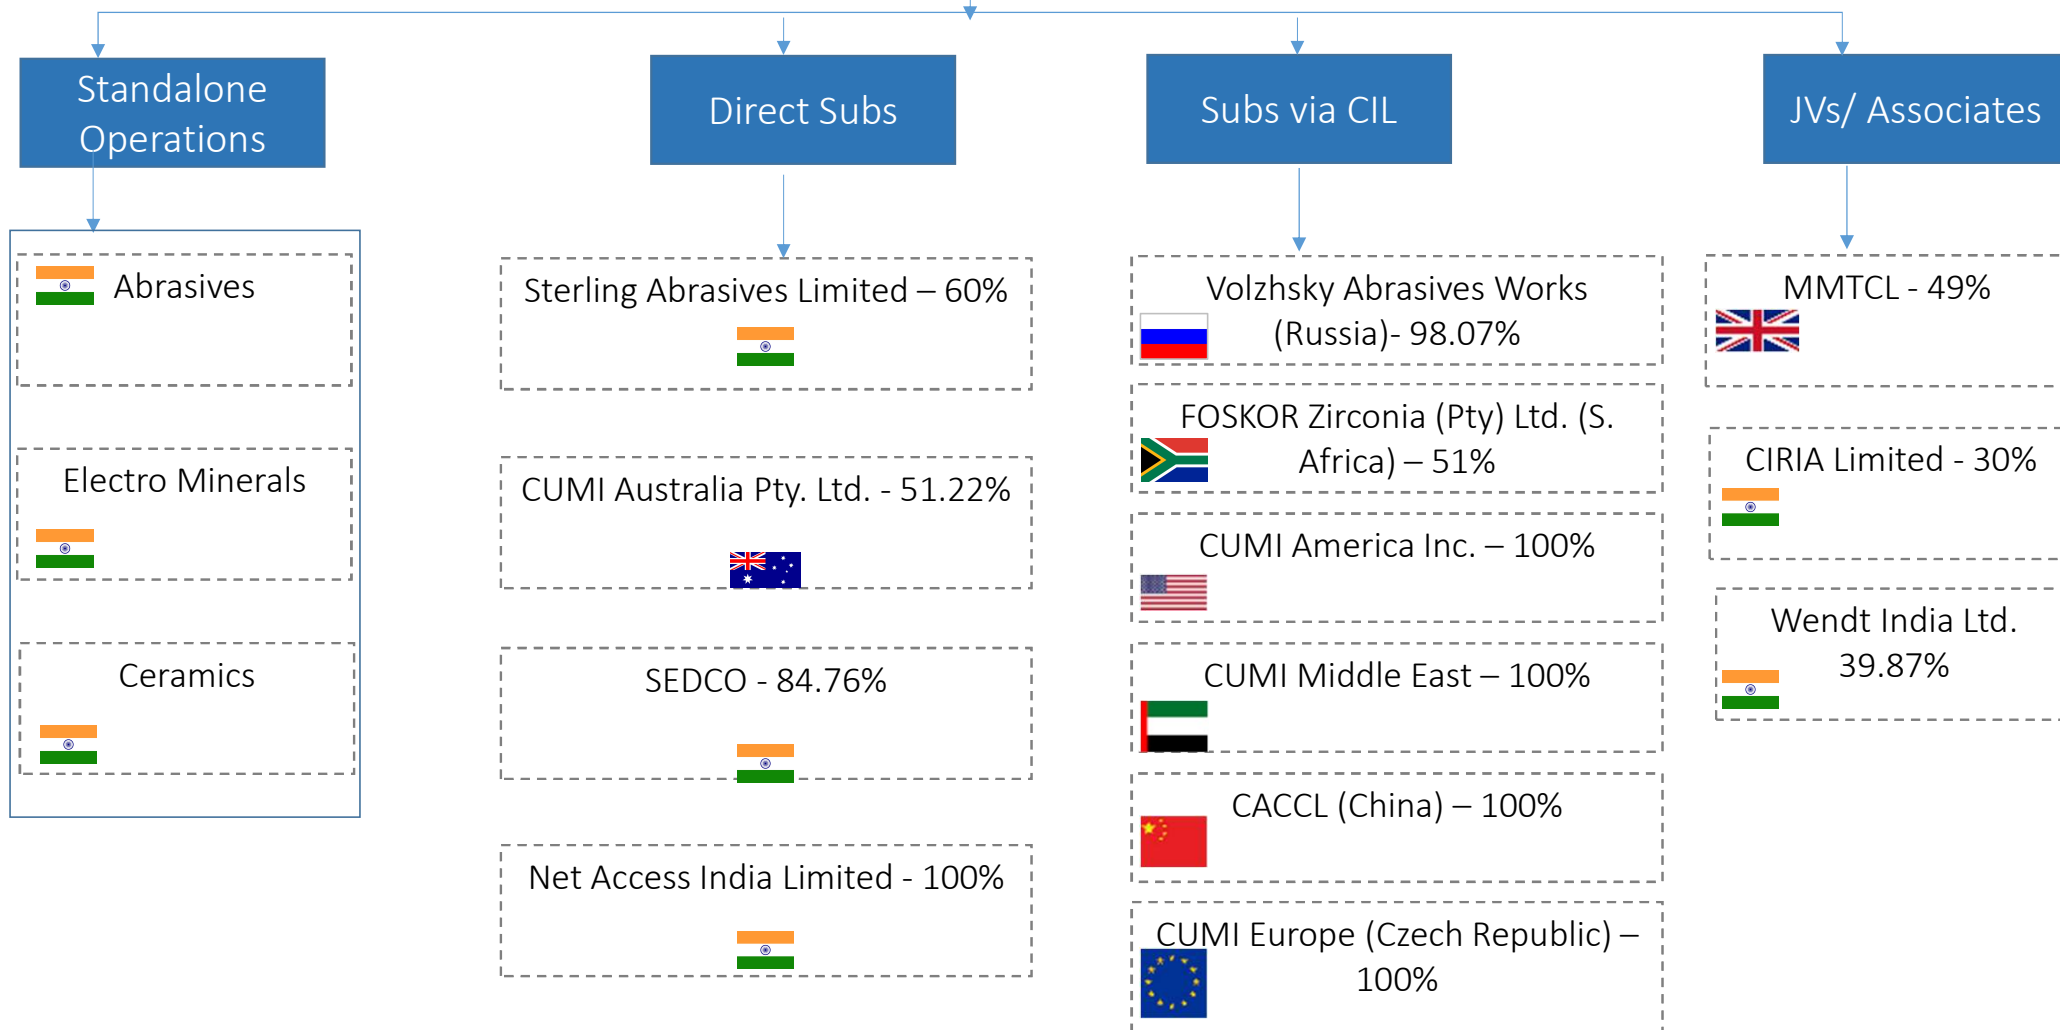 Standalone
Operations
Direct Subs
Subs via CIL
JVs/ Associates
Abrasives
Electro Minerals
Ceramics
Sterling Abrasives Limited – 60%
CUMI Australia Pty. Ltd. - 51.22%
SEDCO - 84.76%
Net Access India Limited - 100%
Volzhsky Abrasives Works
(Russia)- 98.07%
FOSKOR Zirconia (Pty) Ltd. (S.
Africa) – 51%
CUMI America Inc. – 100%
CUMI Middle East – 100%
CACCL (China) – 100%
CUMI Europe (Czech Republic) –
100%
MMTCL - 49%
CIRIA Limited - 30%
Wendt India Ltd.
39.87%